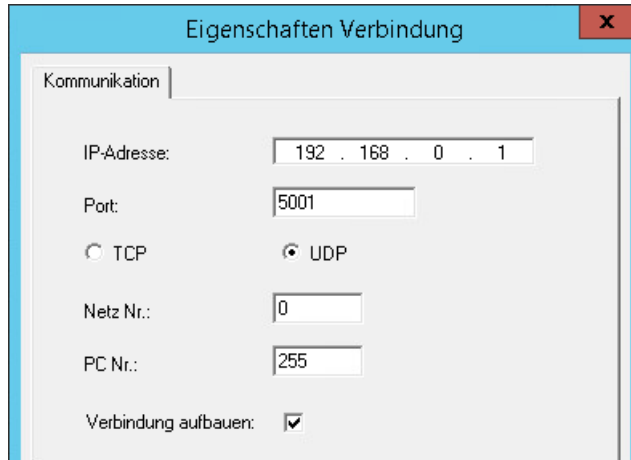 Eigenschaften Verbindung x
Kommunikation
IP-Adresse: 192 . 168 . 0 . 1
Port: 5001
TCP UDP
Netz Nr.: 0
PC Nr.: 255
Verbindung aufbauen: